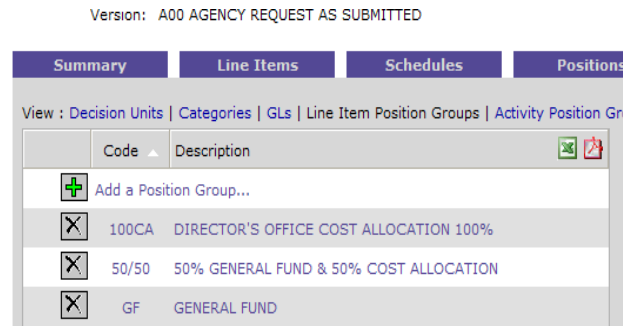 Version: A00 AGENCY REQUEST AS SUBMITTED
Summary Line Items Schedules Positions
View : Decision Units | Categories | GLs | Line Item Position Groups | Activity Position Gr
Code Description
Add a Position Group...
100CA DIRECTOR'S OFFICE COST ALLOCATION 100%
50/50 50% GENERAL FUND & 50% COST ALLOCATION
GF GENERAL FUND